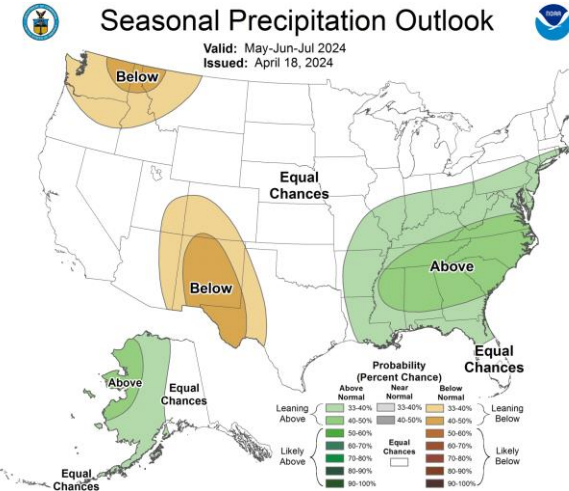 Seasonal Precipitation Outlook
NOAA
Valid: May-Jun-Jul 2024
Issued: April 18, 2024
Below
Equal
Chances
Below
Above
Equal
Chances
Above
Equal
Chances
Equal
Chances
Probability
(Percent Chance)
Above
Normal
Near
Normal
Below
Normal
Leaning
Above
33-40%
33-40%
33-40%
Leaning
Below
40-50%
40-50%
40-50%
Likely
Above
50-60%
60-70%
70-80%
80-90%
90-100%
Equal
Chances
50-60%
60-70%
70-80%
80-90%
90-100%
Likely
Below